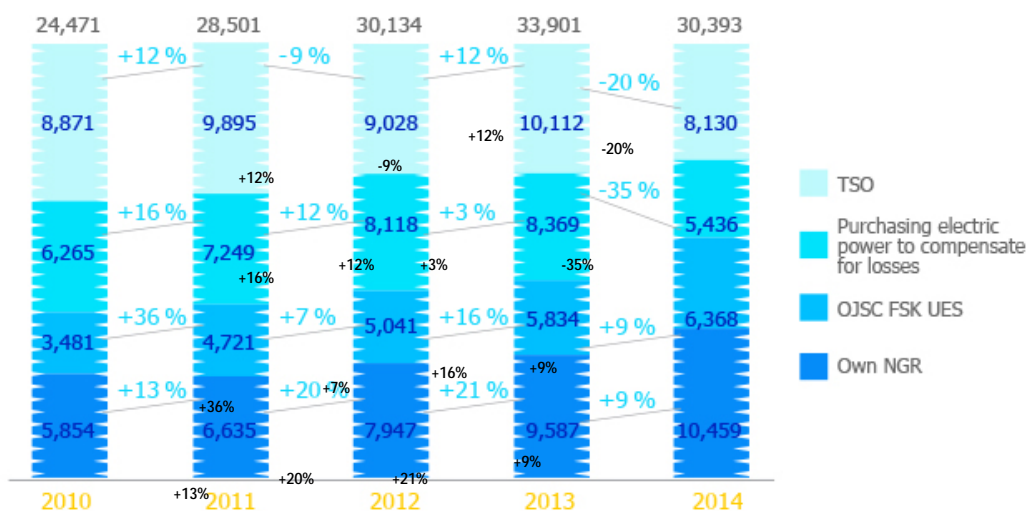 24,471 28,501 30,134 33,901 30,393
+12 % -9 % +12 % -20 %
8,871 9,895 9,028 10,112 8,130
+12% -9% +12% -20%
+16 % +12 % +3 % -35 %
6,265 7,249 8,118 8,369 5,436
+16% +12% +3% -35%
+36 % +7 % +16 % +9 %
3,481 4,721 5,041 5,834 6,368
+36% +7% +16% +9%
+13 % +20 % +21 % +9 %
5,854 6,635 7,947 9,587 10,459
+13% +20% +21% +9%
2010 2011 2012 2013 2014
TSO
Purchasing electric
power to compensate
for losses
OJSC FSK UES
Own NGR